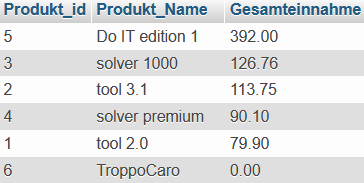 Produkt_id Produkt_Name Gesamteinnahme
5 Do IT edition 1 392.00
3 solver 1000 126.76
2 tool 3.1 113.75
4 solver premium 90.10
1 tool 2.0 79.90
6 TroppoCaro 0.00